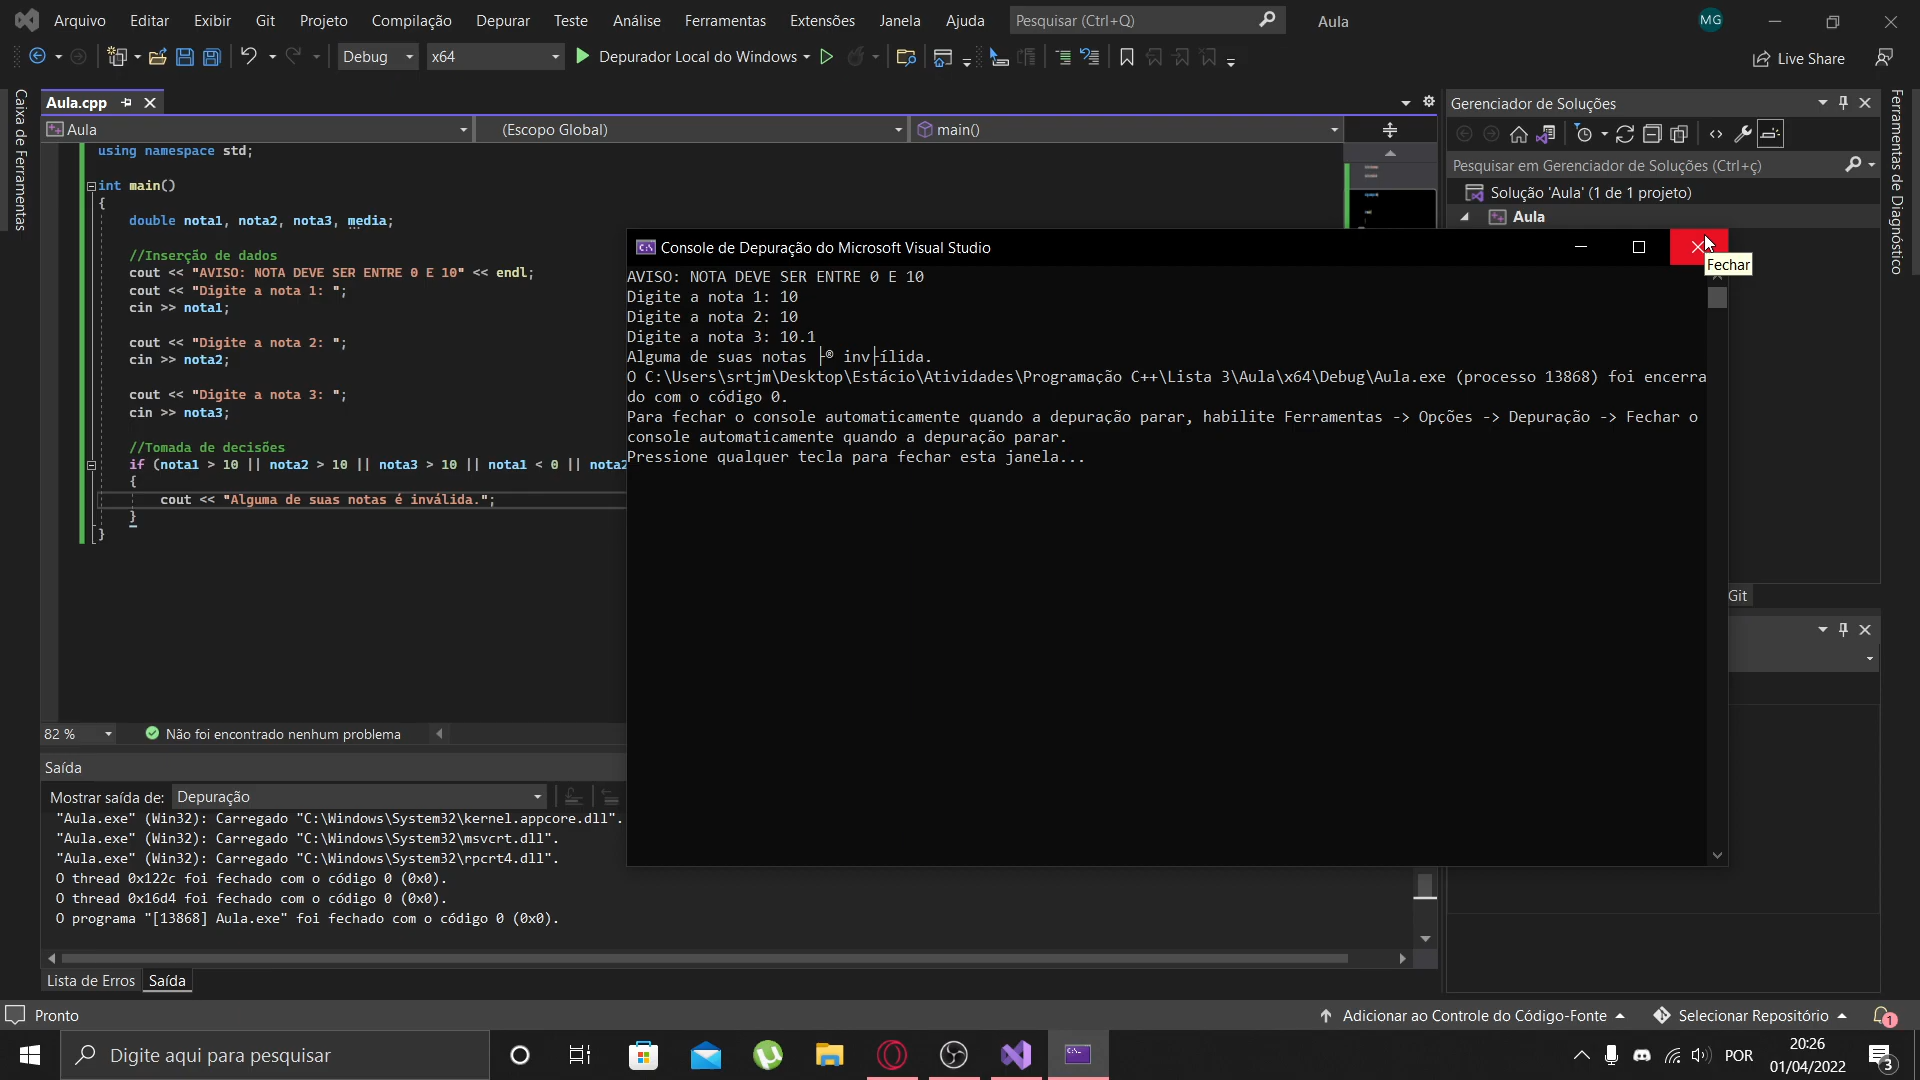 Arquivo Editar Exibir Git Projeto Compilação Depurar Teste Análise Ferramentas Extensões Janela Ajuda Pesquisar (Ctrl+Q) Aula MG
Debug x64 Depurador Local do Windows Live Share
Caixa de Ferramentas
Aula.cpp
Aula (Escopo Global) main()
using namespace std;
int main()
{
double nota1, nota2, nota3, media;
//Inserção de dados
cout << "AVISO: NOTA DEVE SER ENTRE 0 E 10" << endl;
cout << "Digite a nota 1: ";
cin >> nota1;
cout << "Digite a nota 2: ";
cin >> nota2;
cout << "Digite a nota 3: ";
cin >> nota3;
//Tomada de decisões
if (nota1 > 10 || nota2 > 10 || nota3 > 10 || nota1 < 0 || nota2
{
cout << "Alguma de suas notas é inválida.";
}
}
82 % Não foi encontrado nenhum problema
Console de Depuração do Microsoft Visual Studio
Fechar
AVISO: NOTA DEVE SER ENTRE 0 E 10
Digite a nota 1: 10
Digite a nota 2: 10
Digite a nota 3: 10.1
Alguma de suas notas ├® inv├ílida.
O C:\Users\srtjm\Desktop\Estácio\Atividades\Programação C++\Lista 3\Aula\x64\Debug\Aula.exe (processo 13868) foi encerra
do com o código 0.
Para fechar o console automaticamente quando a depuração parar, habilite Ferramentas -> Opções -> Depuração -> Fechar o
console automaticamente quando a depuração parar.
Pressione qualquer tecla para fechar esta janela...
Gerenciador de Soluções
Pesquisar em Gerenciador de Soluções (Ctrl+ç)
Solução 'Aula' (1 de 1 projeto)
Aula
Git
Ferramentas de Diagnóstico
Saída
Mostrar saída de: Depuração
"Aula.exe" (Win32): Carregado "C:\Windows\System32\kernel.appcore.dll".
"Aula.exe" (Win32): Carregado "C:\Windows\System32\msvcrt.dll".
"Aula.exe" (Win32): Carregado "C:\Windows\System32\rpcrt4.dll".
O thread 0x122c foi fechado com o código 0 (0x0).
O thread 0x16d4 foi fechado com o código 0 (0x0).
O programa "[13868] Aula.exe" foi fechado com o código 0 (0x0).
Lista de Erros Saída
Pronto Adicionar ao Controle do Código-Fonte Selecionar Repositório 1
Digite aqui para pesquisar POR 20:26
01/04/2022 3